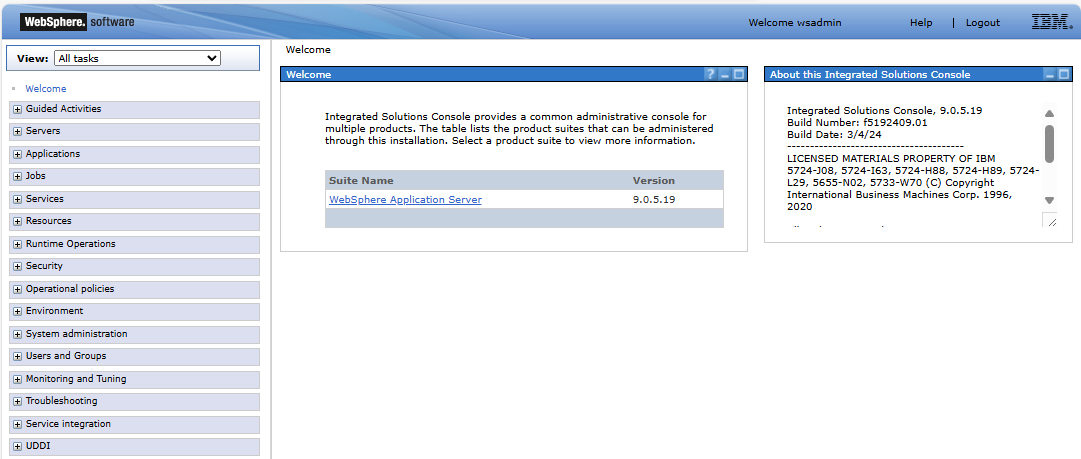 WebSphere. software
Welcome wsadmin
Help | Logout
IBM.
View: All tasks
Welcome
Guided Activities
Servers
Applications
Jobs
Services
Resources
Runtime Operations
Security
Operational policies
Environment
System administration
Users and Groups
Monitoring and Tuning
Troubleshooting
Service integration
UDDI
Welcome
Welcome
?
Integrated Solutions Console provides a common administrative console for
multiple products. The table lists the product suites that can be administered
through this installation. Select a product suite to view more information.
Suite Name Version
WebSphere Application Server 9.0.5.19
About this Integrated Solutions Console
Integrated Solutions Console, 9.0.5.19
Build Number: f5192409.01
Build Date: 3/4/24
---------------------------------------
LICENSED MATERIALS PROPERTY OF IBM
5724-J08, 5724-I63, 5724-H88, 5724-H89, 5724-
L29, 5655-N02, 5733-W70 (C) Copyright
International Business Machines Corp. 1996,
2020